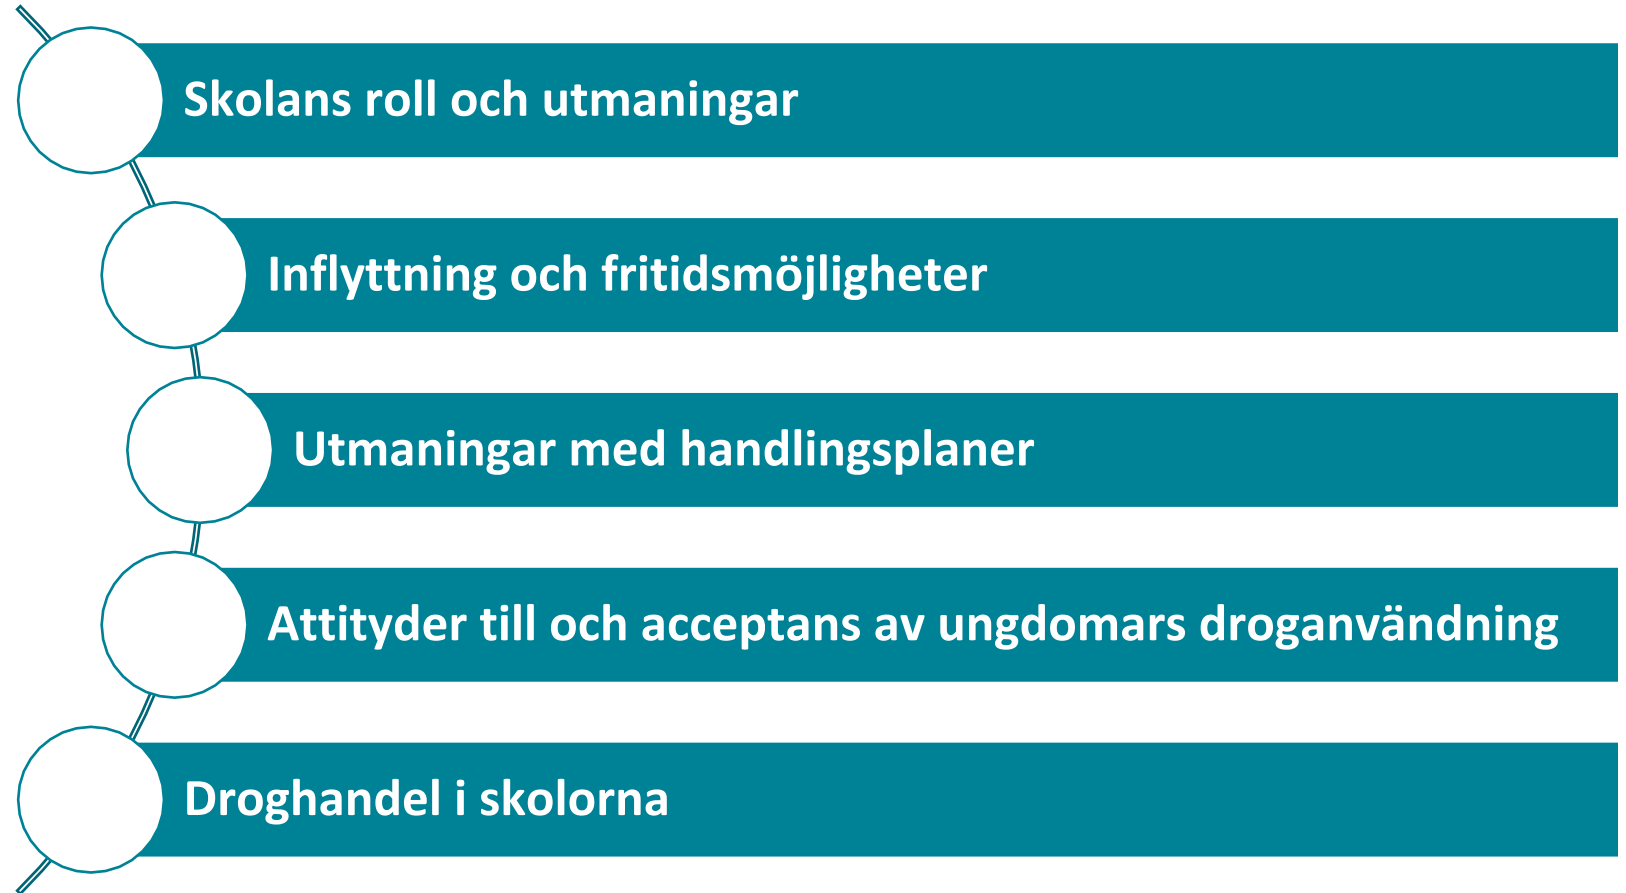 Skolans roll och utmaningar
Inflyttning och fritidsmöjligheter
Utmaningar med handlingsplaner
Attityder till och acceptans av ungdomars droganvändning
Droghandel i skolorna